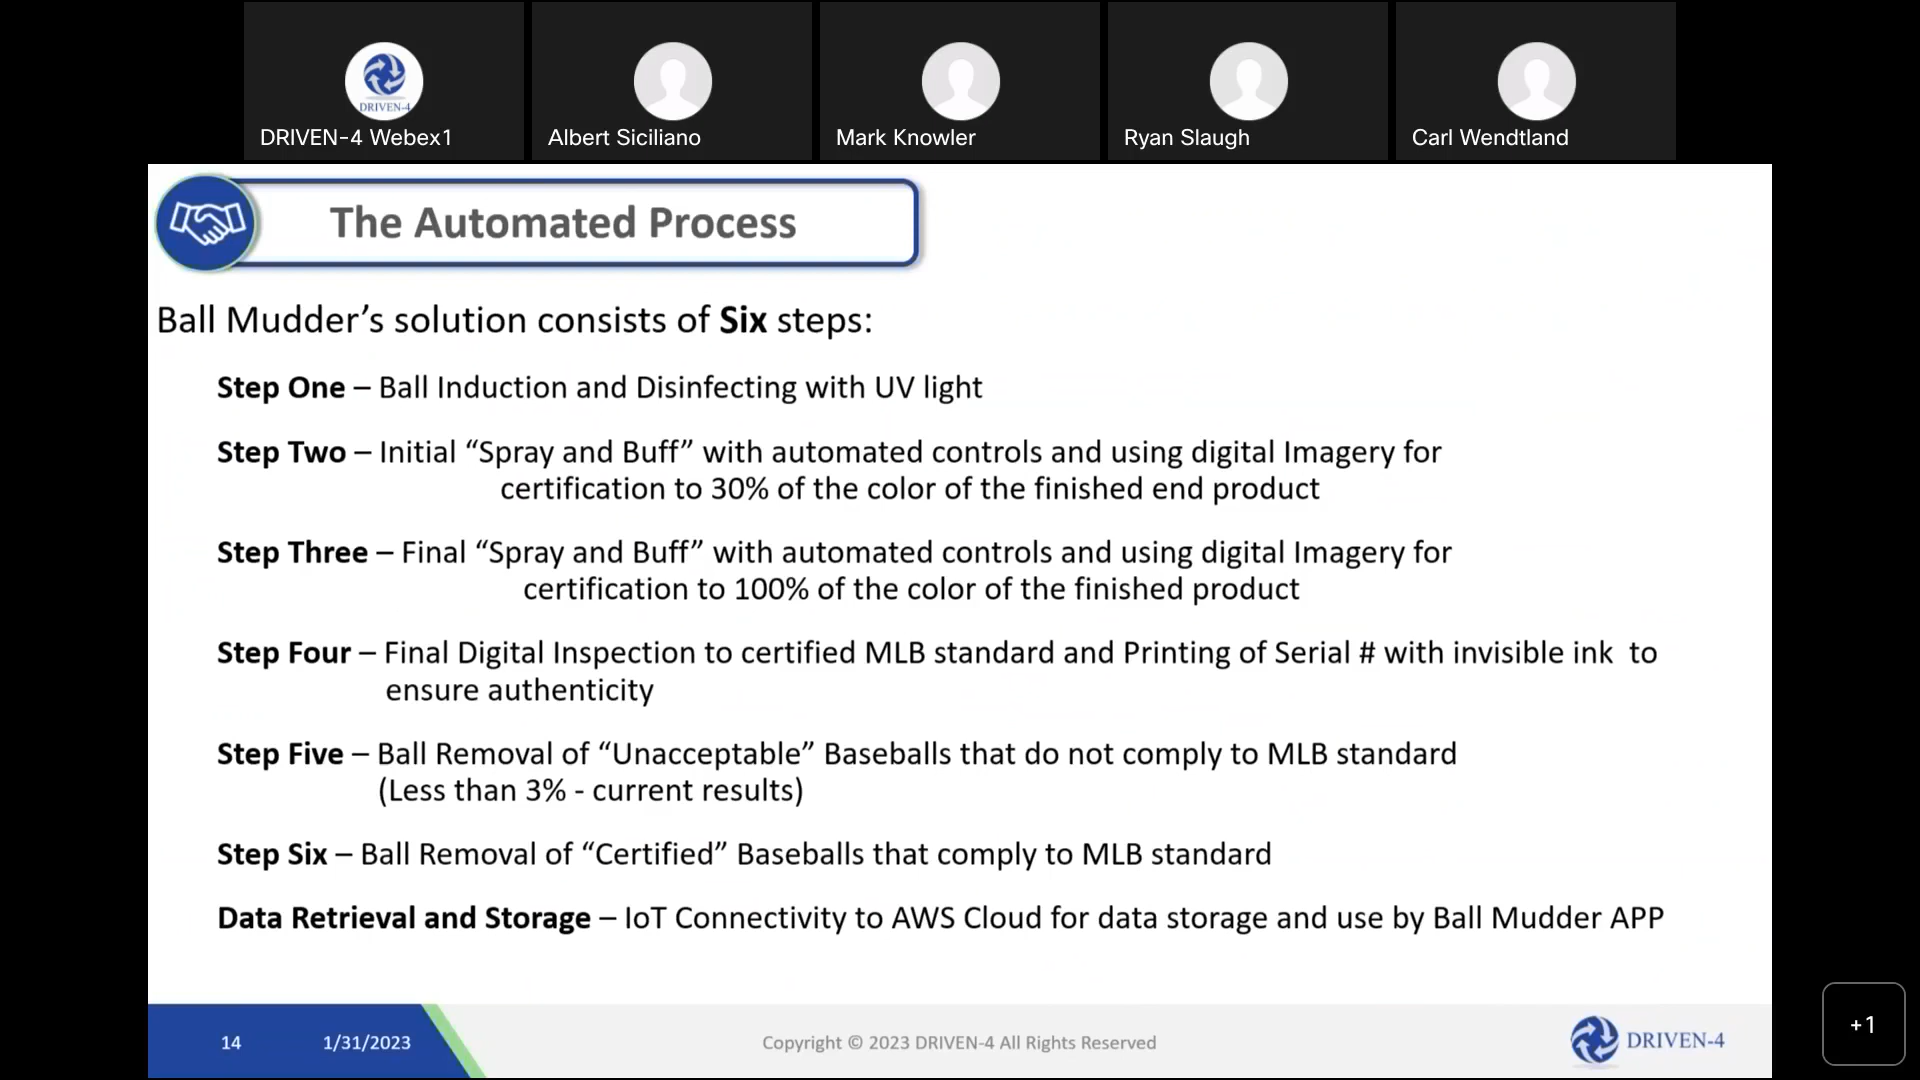 DRIVEN-4
DRIVEN-4 Webex1
Albert Siciliano
Mark Knowler
Ryan Slaugh
Carl Wendtland
The Automated Process
Ball Mudder’s solution consists of Six steps:
Step One – Ball Induction and Disinfecting with UV light
Step Two – Initial “Spray and Buff” with automated controls and using digital Imagery for
certification to 30% of the color of the finished end product
Step Three – Final “Spray and Buff” with automated controls and using digital Imagery for
certification to 100% of the color of the finished product
Step Four – Final Digital Inspection to certified MLB standard and Printing of Serial # with invisible ink to
ensure authenticity
Step Five – Ball Removal of “Unacceptable” Baseballs that do not comply to MLB standard
(Less than 3% - current results)
Step Six – Ball Removal of “Certified” Baseballs that comply to MLB standard
Data Retrieval and Storage – IoT Connectivity to AWS Cloud for data storage and use by Ball Mudder APP
14
1/31/2023
Copyright © 2023 DRIVEN-4 All Rights Reserved
DRIVEN-4
+1